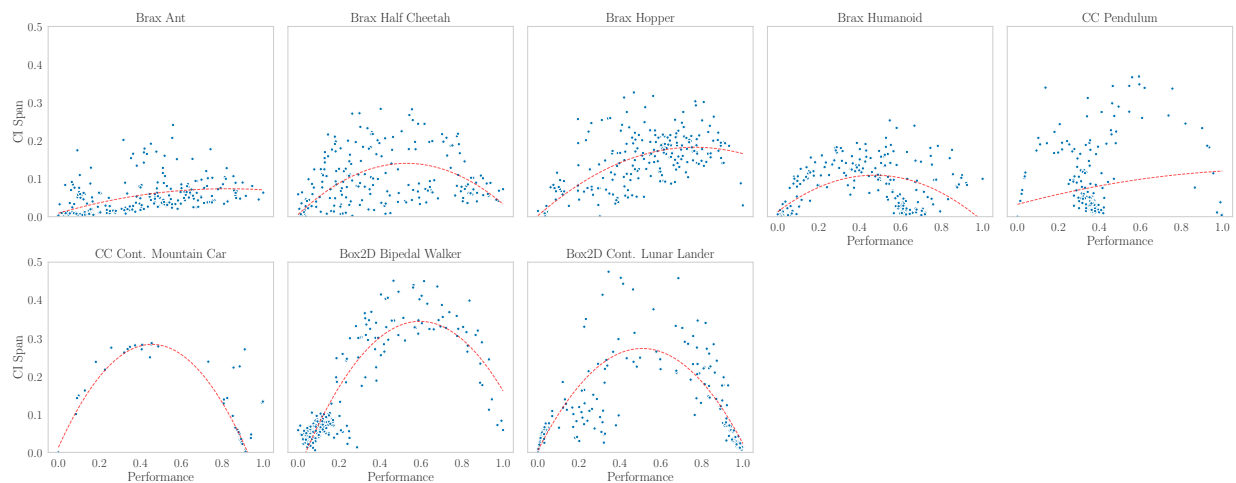 Brax Ant
Brax Half Cheetah
Brax Hopper
Brax Humanoid
CC Pendulum
0.5
0.4
0.3
0.2
0.1
0.0
CI Span
0.0 0.2 0.4 0.6 0.8 1.0
Performance
0.0 0.2 0.4 0.6 0.8 1.0
Performance
CC Cont. Mountain Car
Box2D Bipedal Walker
Box2D Cont. Lunar Lander
0.5
0.4
0.3
0.2
0.1
0.0
CI Span
0.0 0.2 0.4 0.6 0.8 1.0
Performance
0.0 0.2 0.4 0.6 0.8 1.0
Performance
0.0 0.2 0.4 0.6 0.8 1.0
Performance